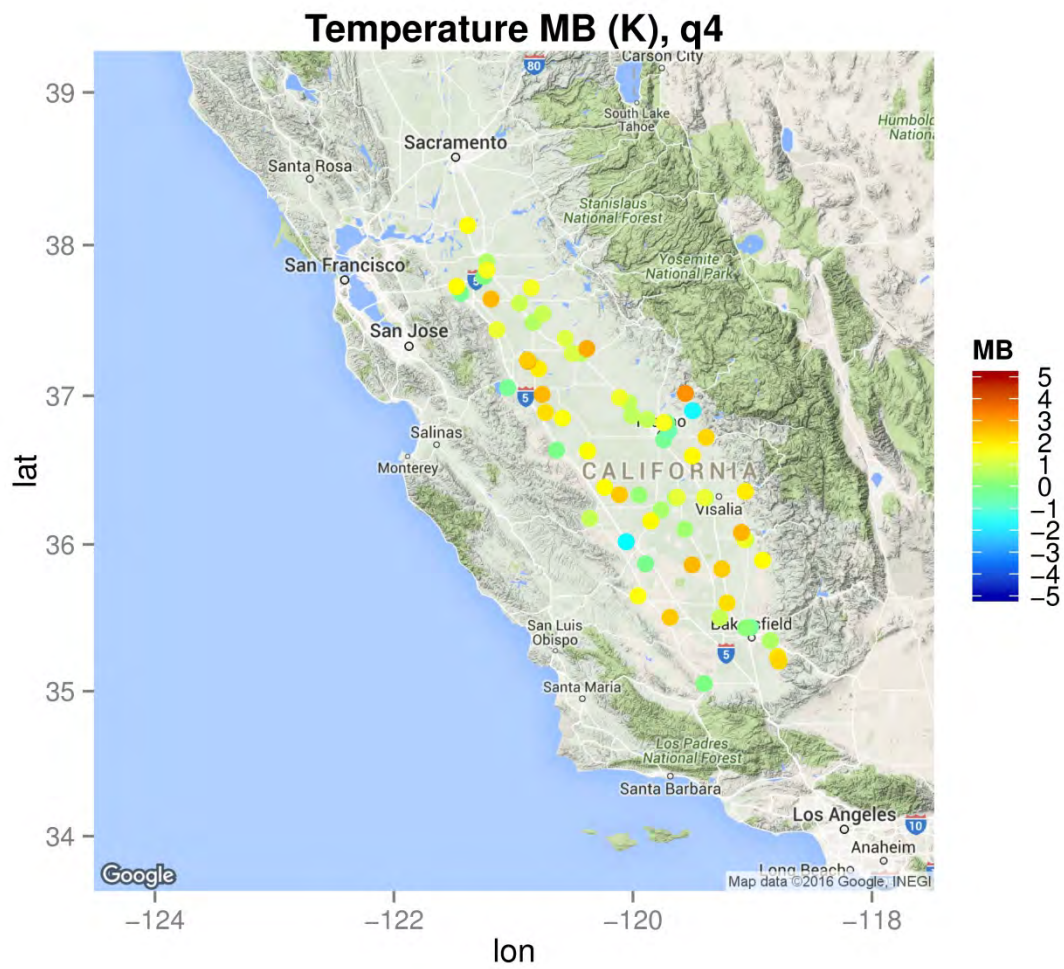 Temperature MB (K), q4
lat
39
38
37
36
35
34
80
Carson City
South Lake
Tahoe
Humbol
Nationa
Sacramento
Santa Rosa
Stanislaus
National Forest
San Francisco
5
Yosemite
National Park
San Jose
5
Salinas
Monterey
CALIFORNIA
Visalia
Bakersfield
San Luis
Obispo
5
Santa Maria
Los Padres
National Forest
Santa Barbara
Los Angeles
10
Anaheim
Long Beach
Google
Map data ©2016 Google, INEGI
−124
−122
−120
−118
lon
MB
5
4
3
2
1
0
−1
−2
−3
−4
−5